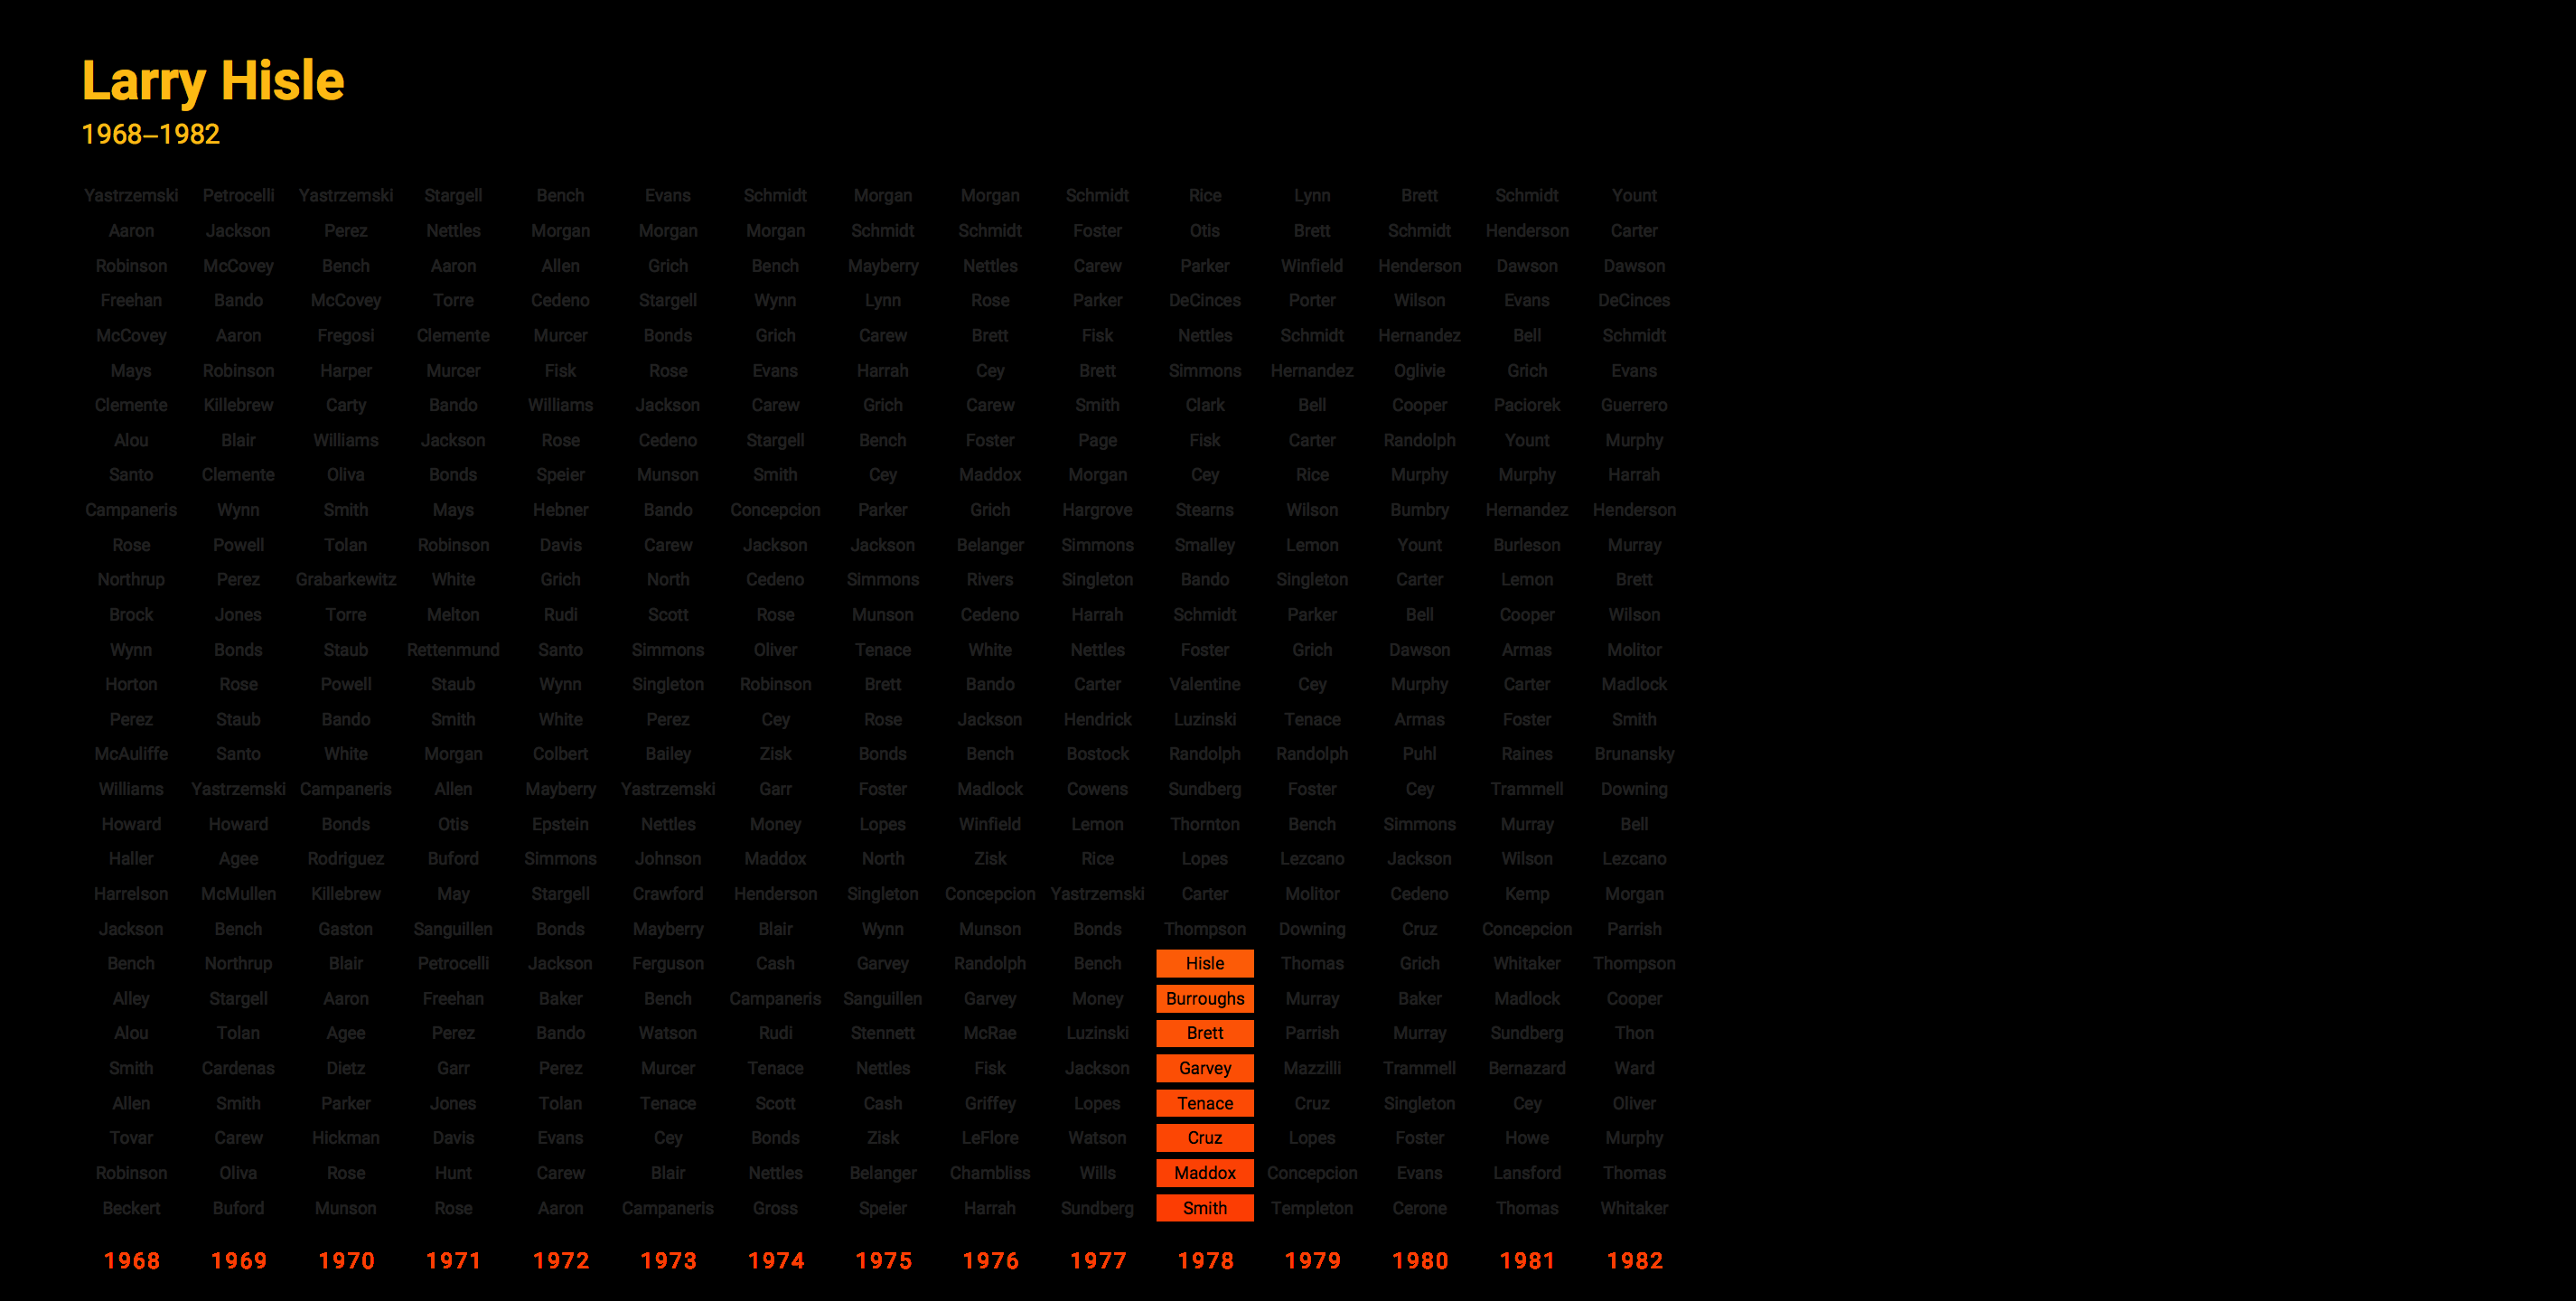 Larry Hisle
1968–1982
Yastrzemski Petrocelli Yastrzemski Stargell Bench Evans Schmidt Morgan Morgan Schmidt Rice Lynn Brett Schmidt Yount
Aaron Jackson Perez Nettles Morgan Morgan Morgan Schmidt Schmidt Foster Otis Brett Schmidt Henderson Carter
Robinson McCovey Bench Aaron Allen Grich Bench Mayberry Nettles Carew Parker Winfield Henderson Dawson Dawson
Freehan Bando McCovey Torre Cedeno Stargell Wynn Lynn Rose Parker DeCinces Porter Wilson Evans DeCinces
McCovey Aaron Fregosi Clemente Murcer Bonds Grich Carew Brett Fisk Nettles Schmidt Hernandez Bell Schmidt
Mays Robinson Harper Murcer Fisk Rose Evans Harrah Cey Brett Simmons Hernandez Oglivie Grich Evans
Clemente Killebrew Carty Bando Williams Jackson Carew Grich Carew Smith Clark Bell Cooper Paciorek Guerrero
Alou Blair Williams Jackson Rose Cedeno Stargell Bench Foster Page Fisk Carter Randolph Yount Murphy
Santo Clemente Oliva Bonds Speier Munson Smith Cey Maddox Morgan Cey Rice Murphy Murphy Harrah
Campaneris Wynn Smith Mays Hebner Bando Concepcion Parker Grich Hargrove Stearns Wilson Bumbry Hernandez Henderson
Rose Powell Tolan Robinson Davis Carew Jackson Jackson Belanger Simmons Smalley Lemon Yount Burleson Murray
Northrup Perez Grabarkewitz White Grich North Cedeno Simmons Rivers Singleton Bando Singleton Carter Lemon Brett
Brock Jones Torre Melton Rudi Scott Rose Munson Cedeno Harrah Schmidt Parker Bell Cooper Wilson
Wynn Bonds Staub Rettenmund Santo Simmons Oliver Tenace White Nettles Foster Grich Dawson Armas Molitor
Horton Rose Powell Staub Wynn Singleton Robinson Brett Bando Carter Valentine Cey Murphy Carter Madlock
Perez Staub Bando Smith White Perez Cey Rose Jackson Hendrick Luzinski Tenace Armas Foster Smith
McAuliffe Santo White Morgan Colbert Bailey Zisk Bonds Bench Bostock Randolph Randolph Puhl Raines Brunansky
Williams Yastrzemski Campaneris Allen Mayberry Yastrzemski Garr Foster Madlock Cowens Sundberg Foster Cey Trammell Downing
Howard Howard Bonds Otis Epstein Nettles Money Lopes Winfield Lemon Thornton Bench Simmons Murray Bell
Haller Agee Rodriguez Buford Simmons Johnson Maddox North Zisk Rice Lopes Lezcano Jackson Wilson Lezcano
Harrelson McMullen Killebrew May Stargell Crawford Henderson Singleton Concepcion Yastrzemski Carter Molitor Cedeno Kemp Morgan
Jackson Bench Gaston Sanguillen Bonds Mayberry Blair Wynn Munson Bonds Thompson Downing Cruz Concepcion Parrish
Bench Northrup Blair Petrocelli Jackson Ferguson Cash Garvey Randolph Bench Hisle Thomas Grich Whitaker Thompson
Alley Stargell Aaron Freehan Baker Bench Campaneris Sanguillen Garvey Money Burroughs Murray Baker Madlock Cooper
Alou Tolan Agee Perez Bando Watson Rudi Stennett McRae Luzinski Brett Parrish Murray Sundberg Thon
Smith Cardenas Dietz Garr Perez Murcer Tenace Nettles Fisk Jackson Garvey Mazzilli Trammell Bernazard Ward
Allen Smith Parker Jones Tolan Tenace Scott Cash Griffey Lopes Tenace Cruz Singleton Cey Oliver
Tovar Carew Hickman Davis Evans Cey Bonds Zisk LeFlore Watson Cruz Lopes Foster Howe Murphy
Robinson Oliva Rose Hunt Carew Blair Nettles Belanger Chambliss Wills Maddox Concepcion Evans Lansford Thomas
Beckert Buford Munson Rose Aaron Campaneris Gross Speier Harrah Sundberg Smith Templeton Cerone Thomas Whitaker
1968 1969 1970 1971 1972 1973 1974 1975 1976 1977 1978 1979 1980 1981 1982